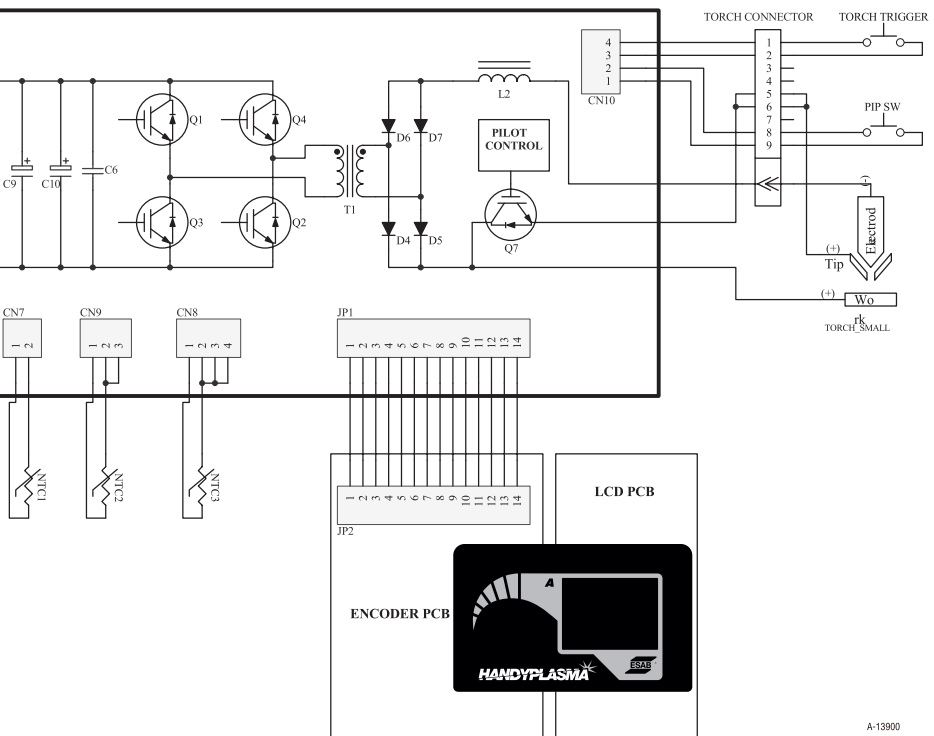 TORCH CONNECTOR
TORCH TRIGGER
4
3
2
1
CN10
1
2
3
4
5
6
7
8
9
L2
PIP SW
PILOT
CONTROL
Q1
Q4
D6
D7
C9
+
C10
+
C6
T1
Q3
Q2
D4
D5
Q7
(-)
Electrod
(+)
Tip
(+)
Wo
rk
TORCH_SMALL
CN7
1 2
CN9
1 2 3
CN8
1 2 3 4
JP1
1 2 3 4 5 6 7 8 9 10 11 12 13 14
NTC1
NTC2
NTC3
1 2 3 4 5 6 7 8 9 10 11 12 13 14
JP2
LCD PCB
ENCODER PCB
A
HANDYPLASMA
ESAB
A-13900